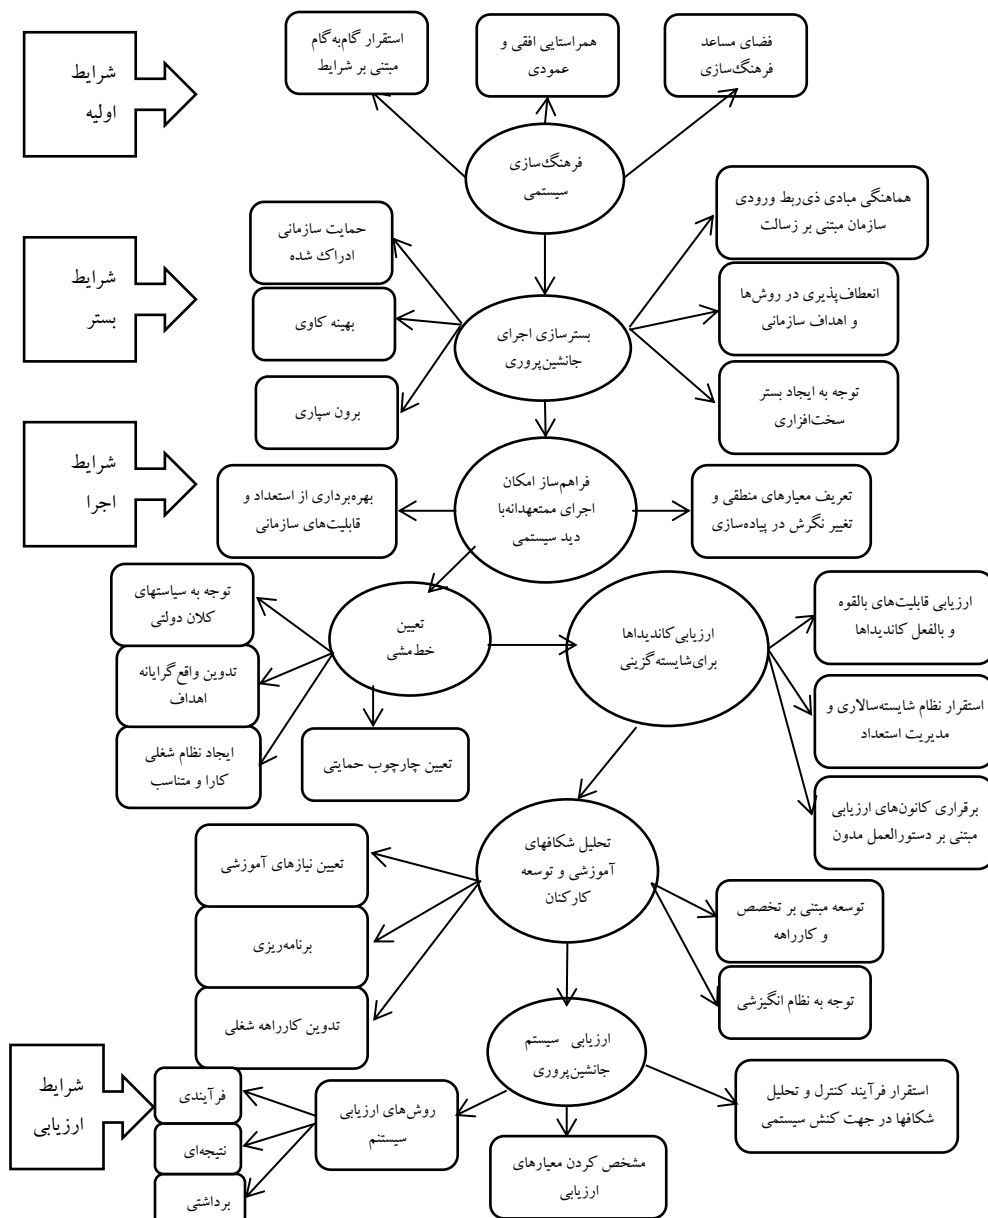 شرایط
اولیه
فضای مساعد
فرهنگ‌سازی
همراستایی افقی و
عمودی
استقرار گام‌به‌گام
مبتنی بر شرایط
فرهنگ‌سازی
سیستمی
شرایط
بستر
هماهنگی مبادی ذی‌ربط ورودی
سازمان مبتنی بر رسالت
حمایت سازمانی
ادراک شده
انعطاف‌پذیری در روش‌ها
و اهداف سازمانی
بهینه کاوی
بسترسازی اجرای
جانشین‌پروری
توجه به ایجاد بستر
سخت‌افزاری
برون سپاری
شرایط
اجرا
فراهم‌ساز امکان
اجرای ممتعهدانه‌با
دید سیستمی
تعریف معیارهای منطقی و
تغییر نگرش در پیاده‌سازی
بهره‌برداری از استعداد و
قابلیت‌های سازمانی
ارزیابی قابلیت‌های بالقوه
و بالفعل کاندیداها
ارزیابی کاندیداها
برای‌شایسته‌گزینی
تعیین
خط‌مشی
توجه به سیاستهای
کلان دولتی
تدوین واقع‌گرایانه
اهداف
استقرار نظام شایسته‌سالاری و
مدیریت استعداد
ایجاد نظام شغلی
کارا و متناسب
تعیین چارچوب حمایتی
برقراری کانون‌های ارزیابی
مبتنی بر دستورالعمل مدون
تحلیل شکافهای
آموزشی و توسعه
کارکنان
تعیین نیازهای آموزشی
برنامه‌ریزی
تدوین کارراهه شغلی
توسعه مبتنی بر تخصص
و کارراهه
توجه به نظام انگیزشی
شرایط
ارزیابی
ارزیابی سیستم
جانشین‌پروری
استقرار فرآیند کنترل و تحلیل
شکافها در جهت کنش سیستمی
روش‌های ارزیابی
سیستنم
فرآیندی
نتیجه‌ای
برداشتی
مشخص کردن معیارهای
ارزیابی